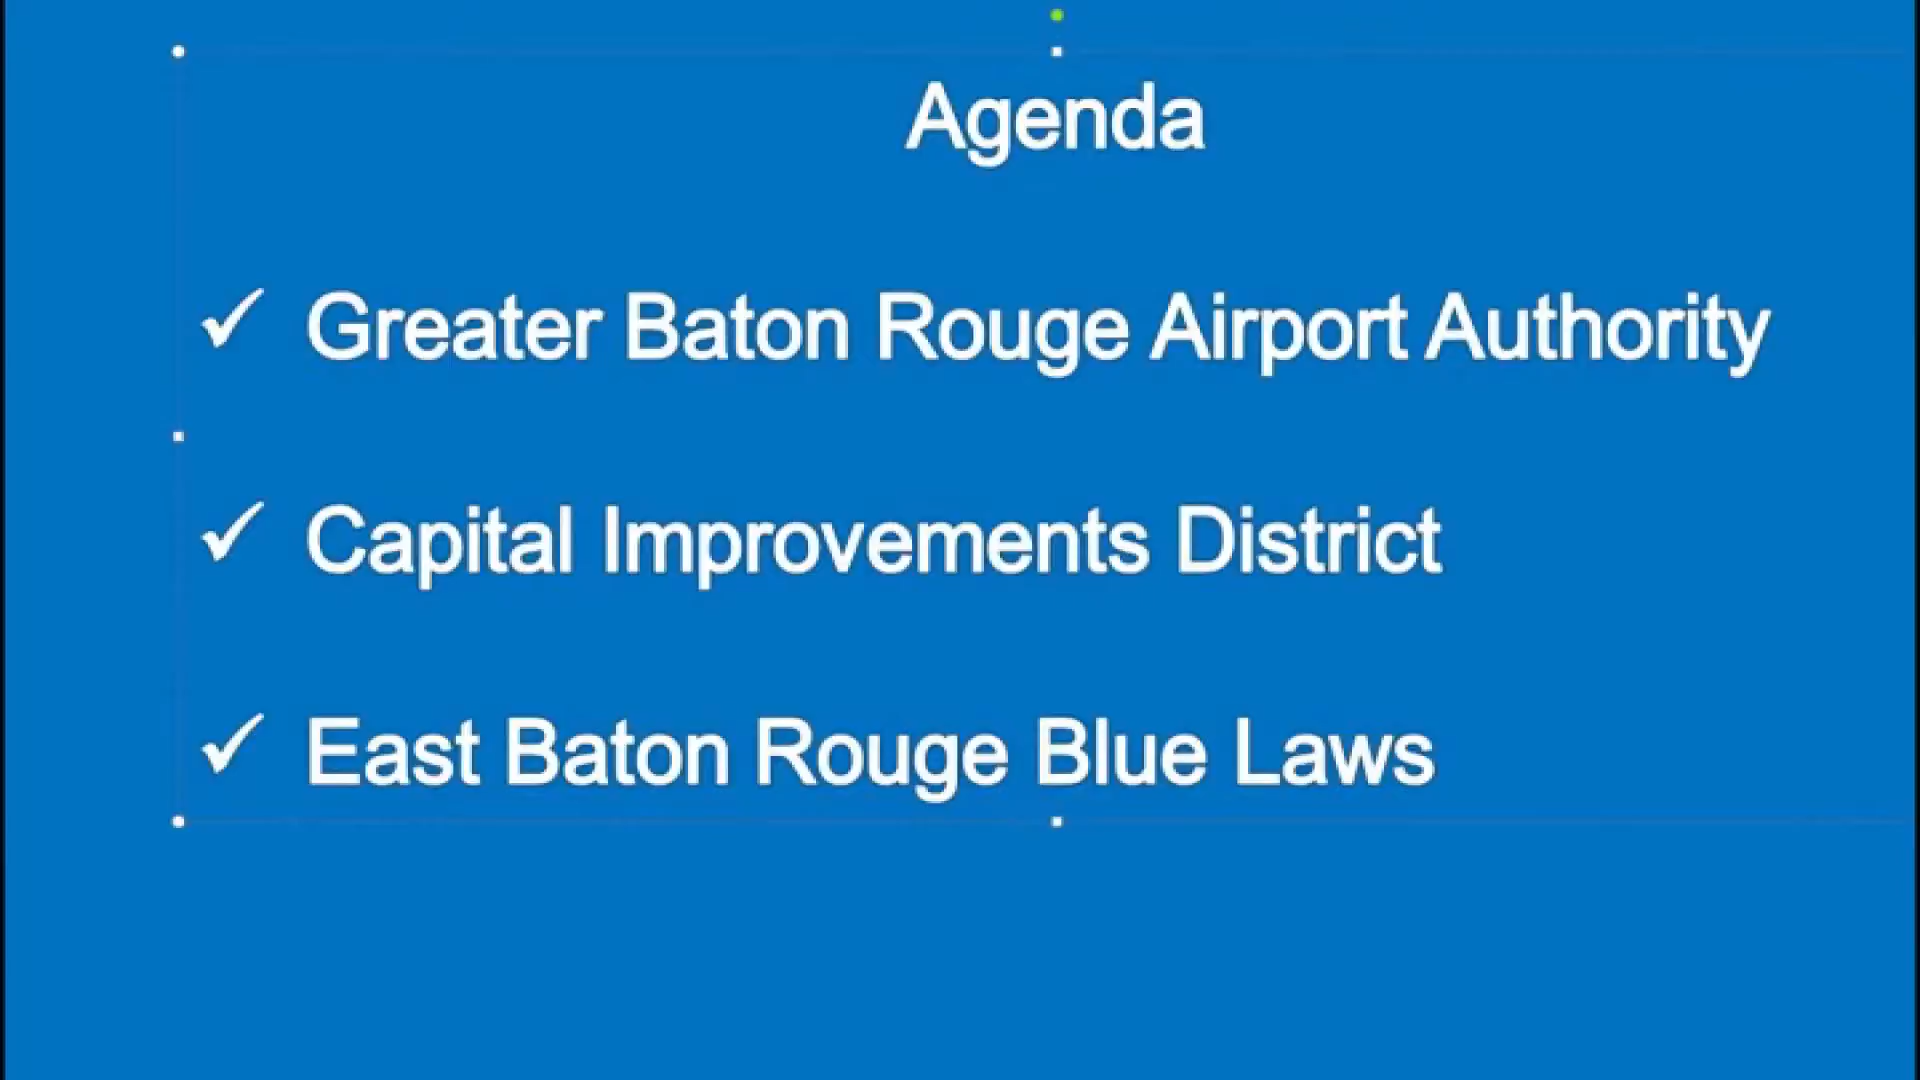 Agenda
✓ Greater Baton Rouge Airport Authority
✓ Capital Improvements District
✓ East Baton Rouge Blue Laws